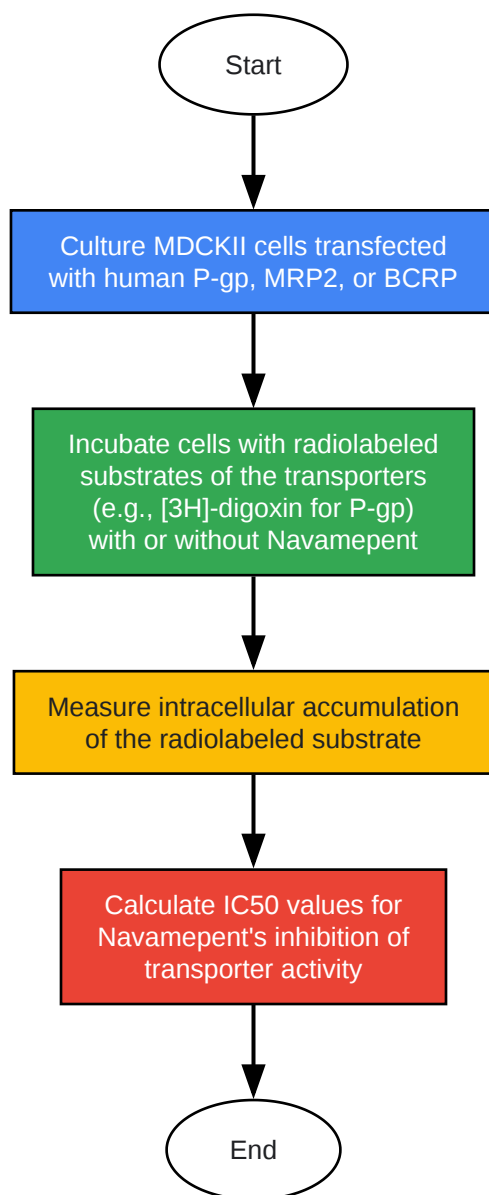 Start
Culture MDCKII cells transfected
with human P-gp, MRP2, or BCRP
Incubate cells with radiolabeled
substrates of the transporters
(e.g., [3H]-digoxin for P-gp)
with or without Navamepent
Measure intracellular accumulation
of the radiolabeled substrate
Calculate IC50 values for
Navamepent's inhibition of
transporter activity
End